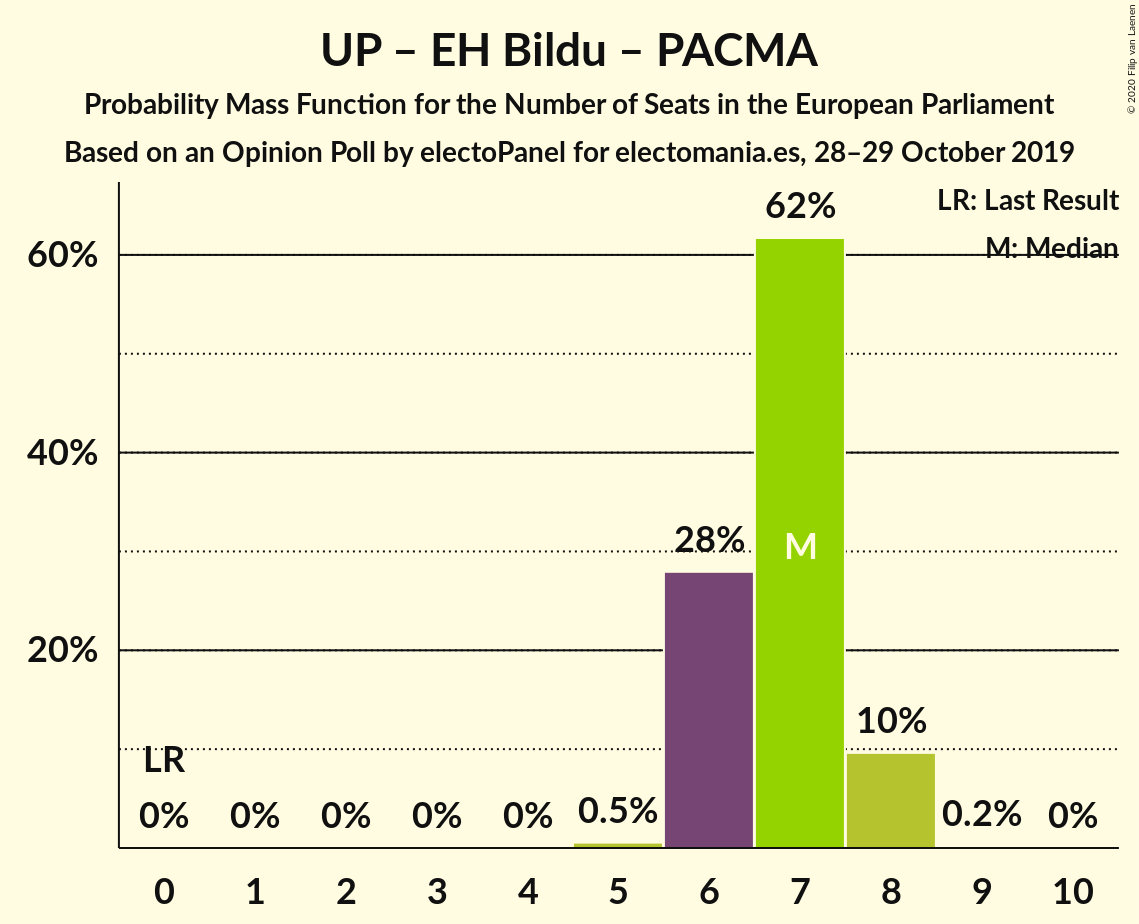 UP – EH Bildu – PACMA
Probability Mass Function for the Number of Seats in the European Parliament
Based on an Opinion Poll by electoPanel for electomania.es, 28–29 October 2019
© 2020 Filip van Laenen
LR: Last Result
M: Median
60%
40%
20%
62%
28%
M
10%
LR
0% 0% 0% 0% 0% 0.5% 0.2% 0%
0 1 2 3 4 5 6 7 8 9 10